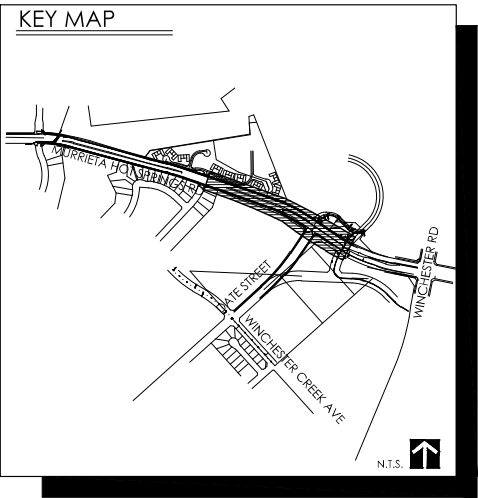 KEY MAP
MURRIETA HOT SPRINGS RD
WINCHESTER RD
ATE STREET
WINCHESTER CREEK AVE
N.T.S.